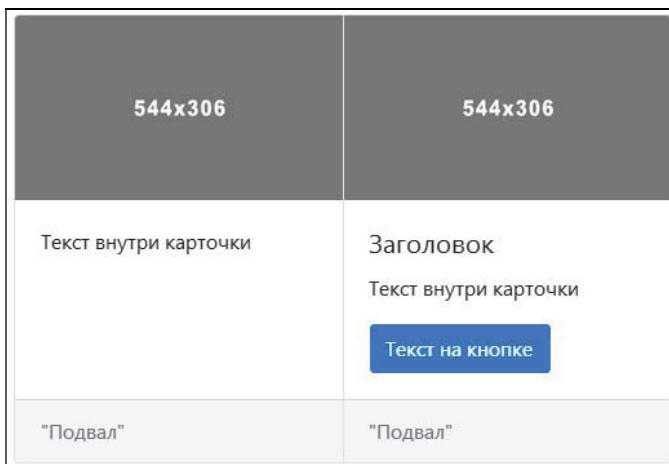 544x306
544x306
Текст внутри карточки
Заголовок
Текст внутри карточки
Текст на кнопке
"Подвал"
"Подвал"